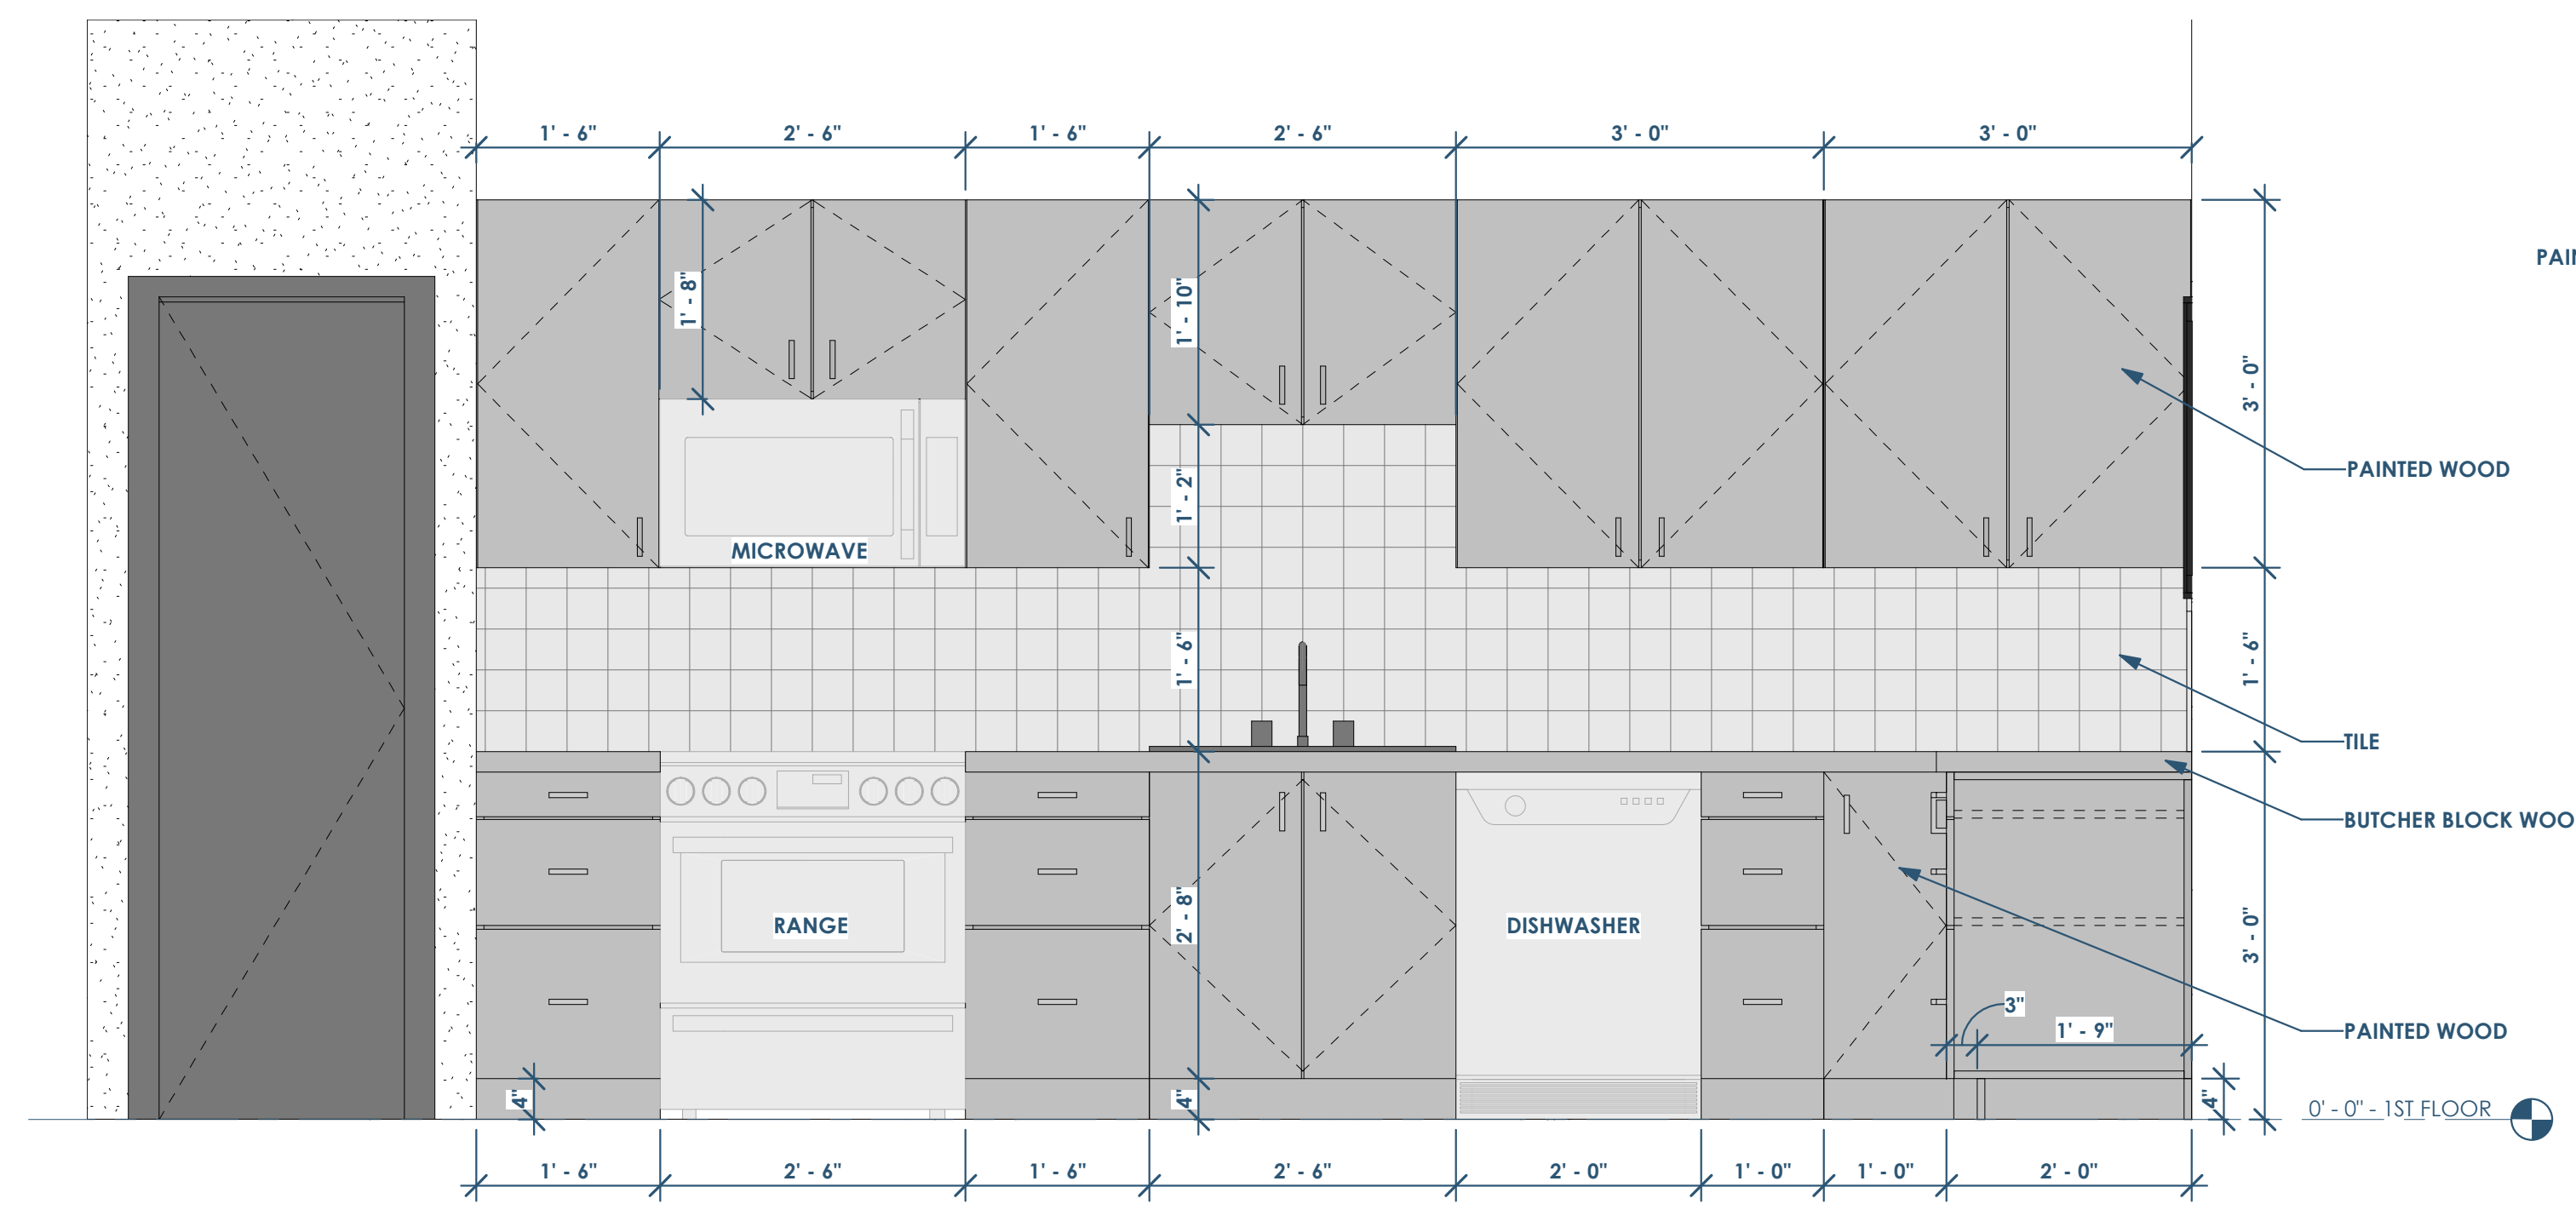 1' - 6" 2' - 6" 1' - 6" 2' - 6" 3' - 0" 3' - 0"
1' - 8"
1' - 10"
3' - 0"
PAINTED WOOD
1' - 2"
MICROWAVE
1' - 6"
1' - 6"
TILE
BUTCHER BLOCK WOO
2' - 8"
RANGE
DISHWASHER
3' - 0"
3"
1' - 9"
PAINTED WOOD
4"
4"
4"
0' - 0" - 1ST FLOOR
1' - 6" 2' - 6" 1' - 6" 2' - 6" 2' - 0" 1' - 0" 1' - 0" 2' - 0"